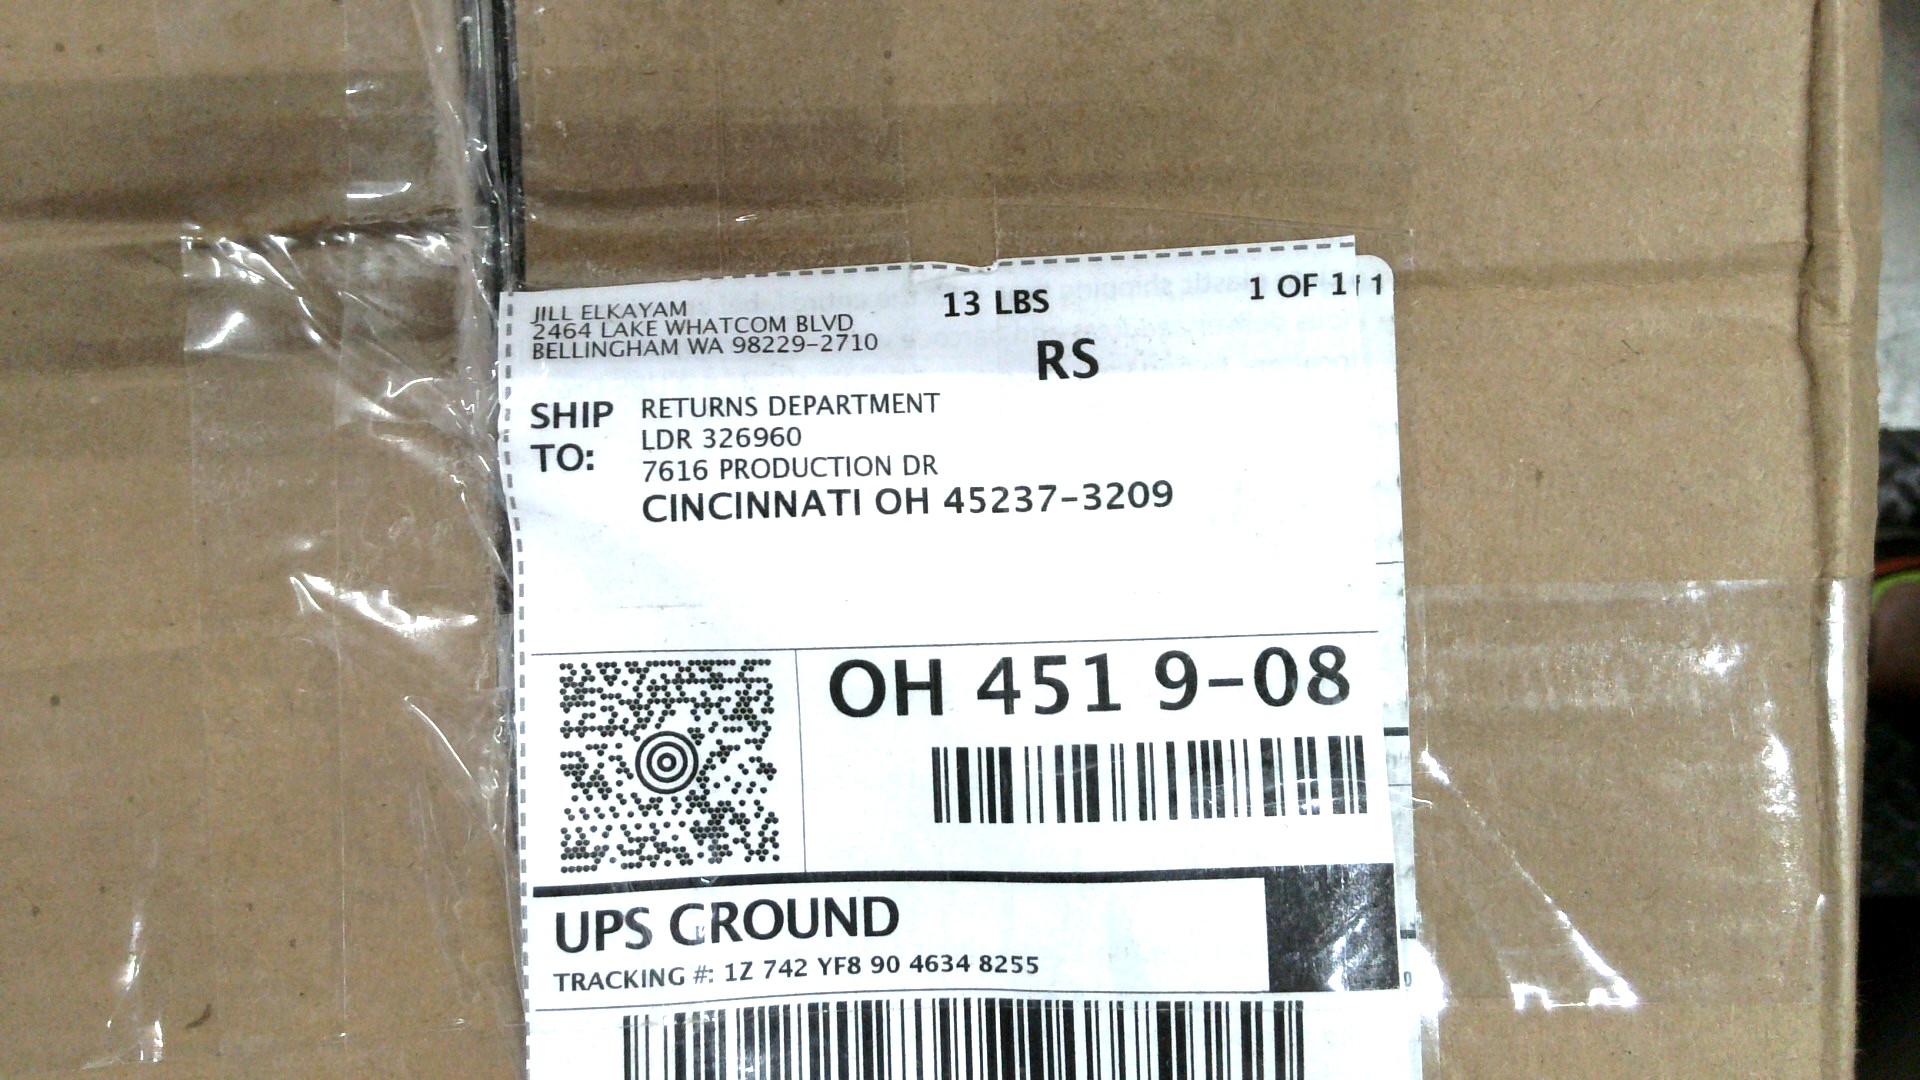 JILL ELKAYAM
2464 LAKE WHATCOM BLVD
BELLINGHAM WA 98229-2710
13 LBS
1 OF 1
1
RS
SHIP TO:
RETURNS DEPARTMENT
LDR 326960
7616 PRODUCTION DR
CINCINNATI OH 45237-3209
OH 451 9-08
UPS GROUND
TRACKING #: 1Z 742 YF8 90 4634 8255